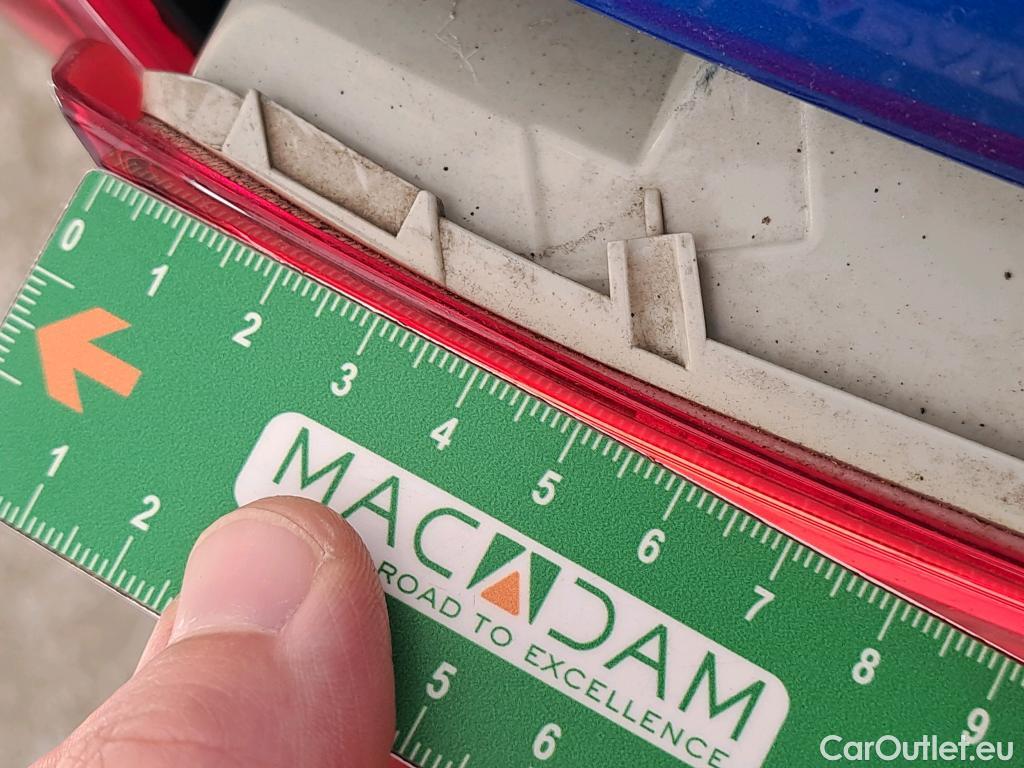 0 1 2 3 4 5 6 7 8 9
1 2
MACADAM
ROAD TO EXCELLENCE
5 6
CarOutlet.eu